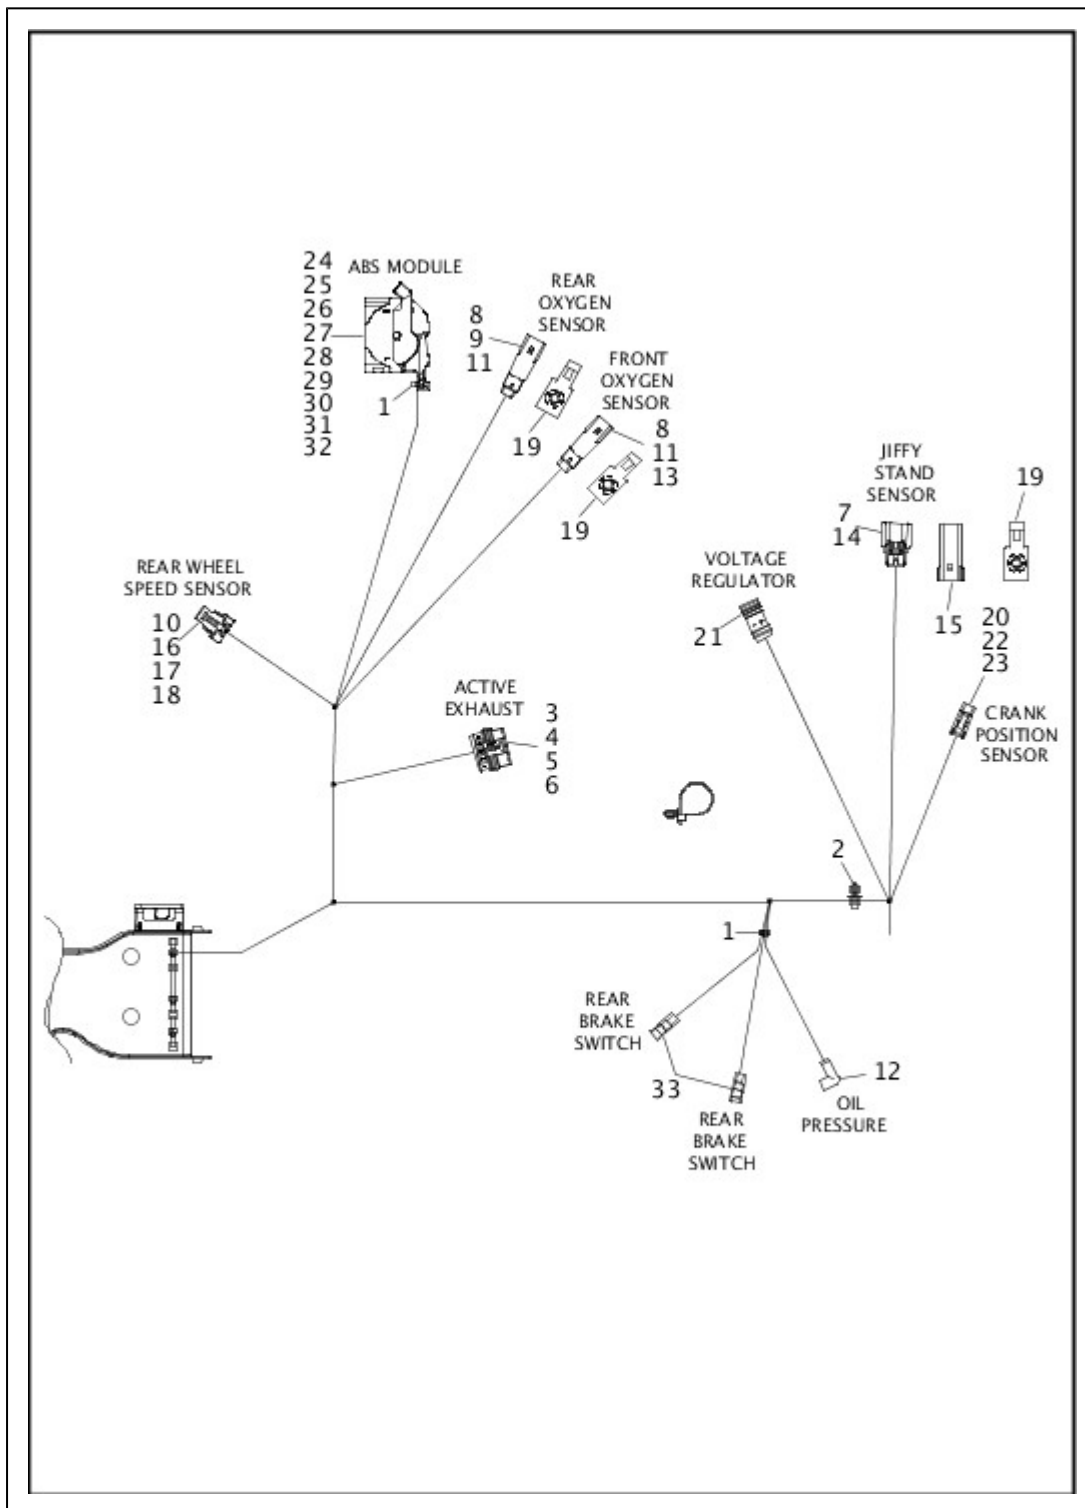 24
25
26
27
28
29
30
31
32
ABS MODULE
1
REAR
OXYGEN
SENSOR
8
9
11
19
FRONT
OXYGEN
SENSOR
8
11
13
19
JIFFY
STAND
SENSOR
7
14
19
15
VOLTAGE
REGULATOR
21
20
22
23
CRANK
POSITION
SENSOR
REAR WHEEL
SPEED SENSOR
10
16
17
18
ACTIVE
EXHAUST
3
4
5
6
2
1
REAR
BRAKE
SWITCH
33
REAR
BRAKE
SWITCH
12
OIL
PRESSURE